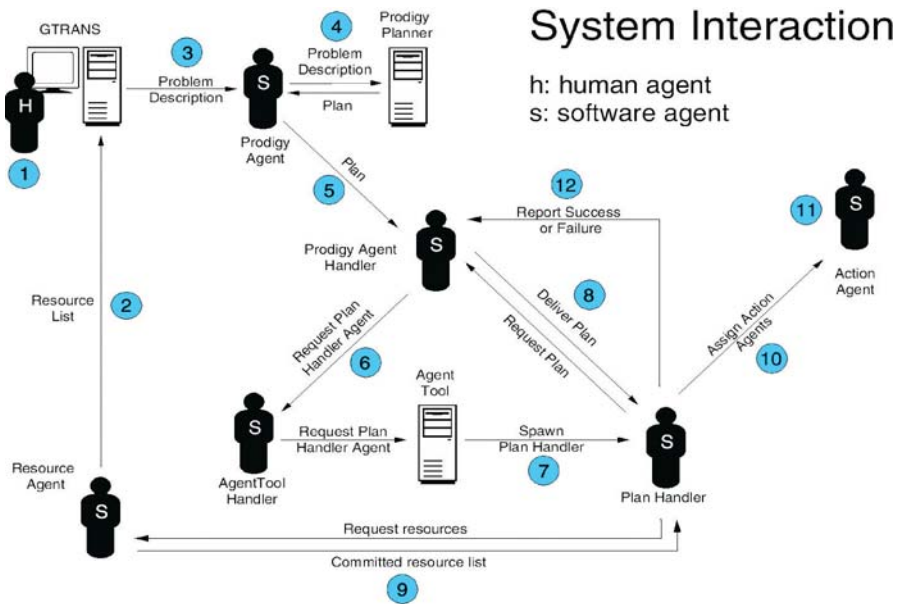 System Interaction
h: human agent
s: software agent
GTRANS
H
1
3
Problem
Description
S
Prodigy
Agent
4
Problem
Description
Plan
Prodigy
Planner
Plan
5
S
Prodigy Agent
Handler
12
Report Success
or Failure
11
S
Action
Agent
Resource
List
2
Request Plan
Handler Agent
6
8
Deliver Plan
Request Plan
Assign Action
Agents
10
S
AgentTool
Handler
Request Plan
Handler Agent
Agent
Tool
Spawn
Plan Handler
7
S
Plan Handler
Resource
Agent
S
Request resources
Committed resource list
9